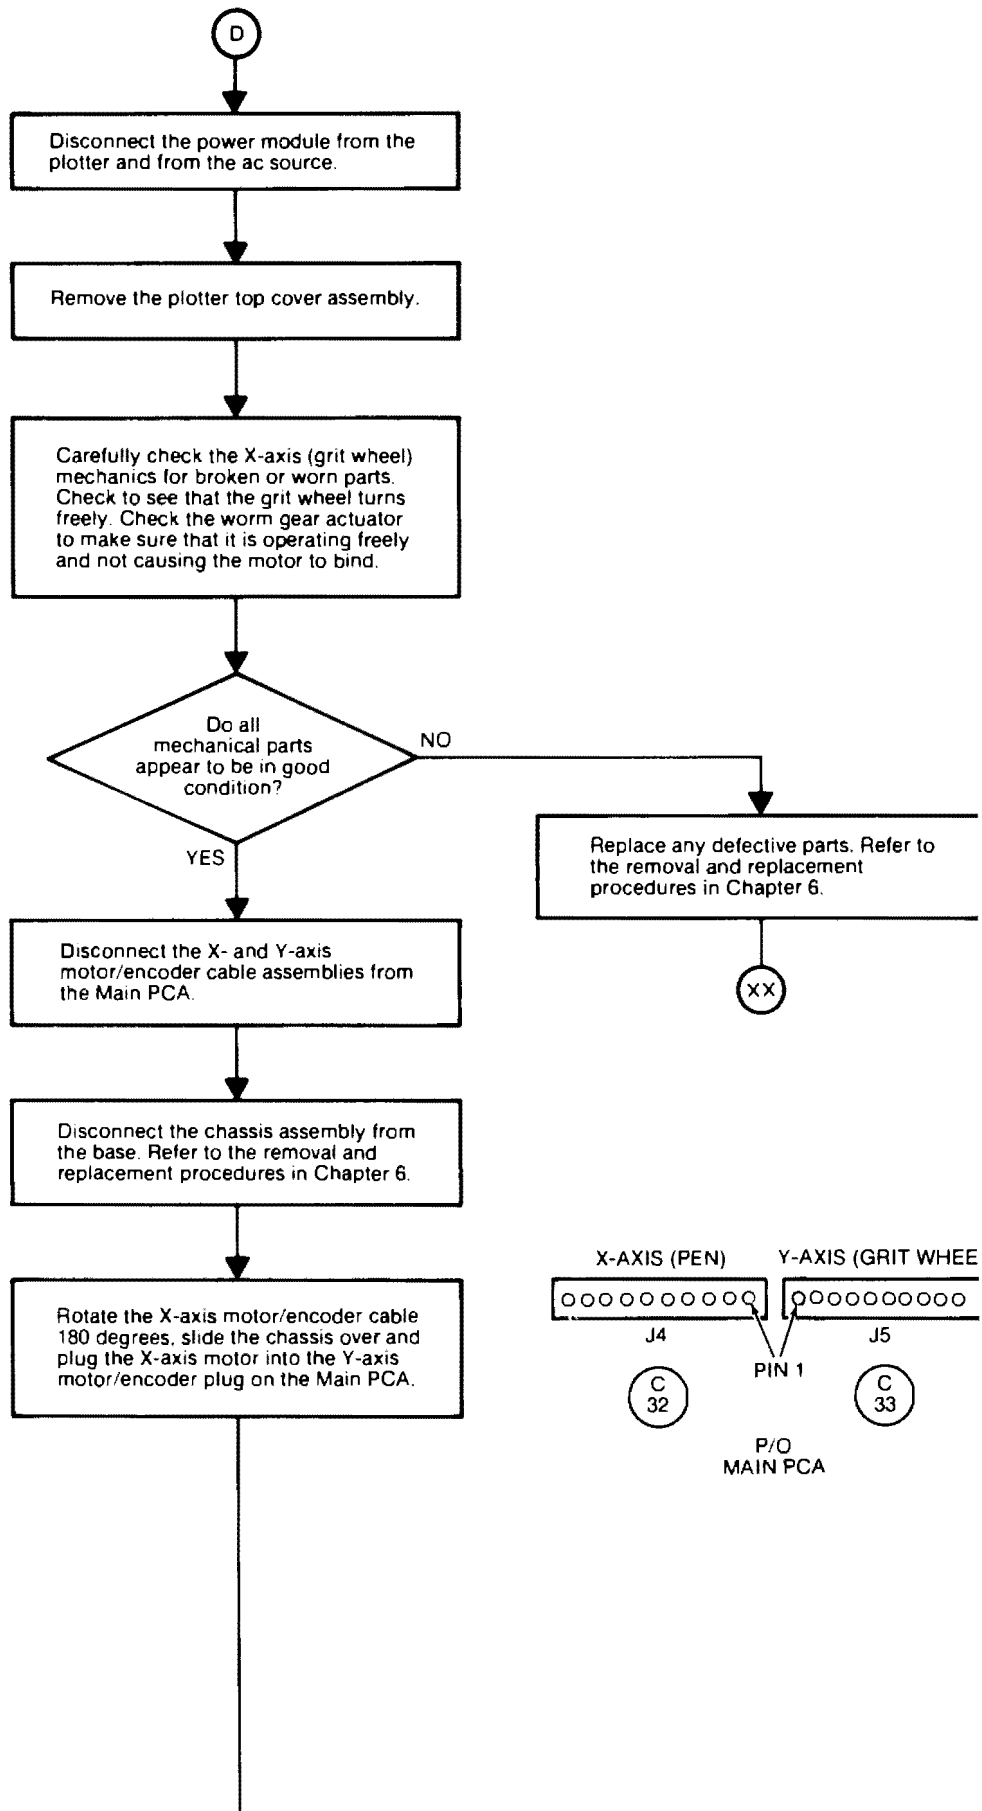 D
Disconnect the power module from the
plotter and from the ac source.
Remove the plotter top cover assembly.
Carefully check the X-axis (grit wheel)
mechanics for broken or worn parts.
Check to see that the grit wheel turns
freely. Check the worm gear actuator
to make sure that it is operating freely
and not causing the motor to bind.
Do all
mechanical parts
appear to be in good
condition?
NO
YES
Replace any defective parts. Refer to
the removal and replacement
procedures in Chapter 6.
XX
Disconnect the X- and Y-axis
motor/encoder cable assemblies from
the Main PCA.
Disconnect the chassis assembly from
the base. Refer to the removal and
replacement procedures in Chapter 6.
Rotate the X-axis motor/encoder cable
180 degrees, slide the chassis over and
plug the X-axis motor into the Y-axis
motor/encoder plug on the Main PCA.
X-AXIS (PEN) Y-AXIS (GRIT WHEE
J4 J5
PIN 1
C
32
C
33
P/O
MAIN PCA